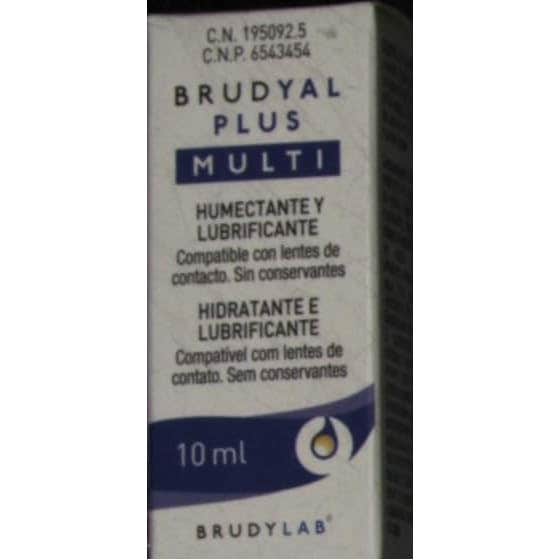 C.N. 195092.5
C.N.P. 6543454
BRUDYAL
PLUS
MULTI
HUMECTANTE Y
LUBRIFICANTE
Compatible con lentes de
contacto. Sin conservantes
HIDRATANTE E
LUBRIFICANTE
Compatível com lentes de
contato. Sem conservantes
10 ml
BRUDYLAB®